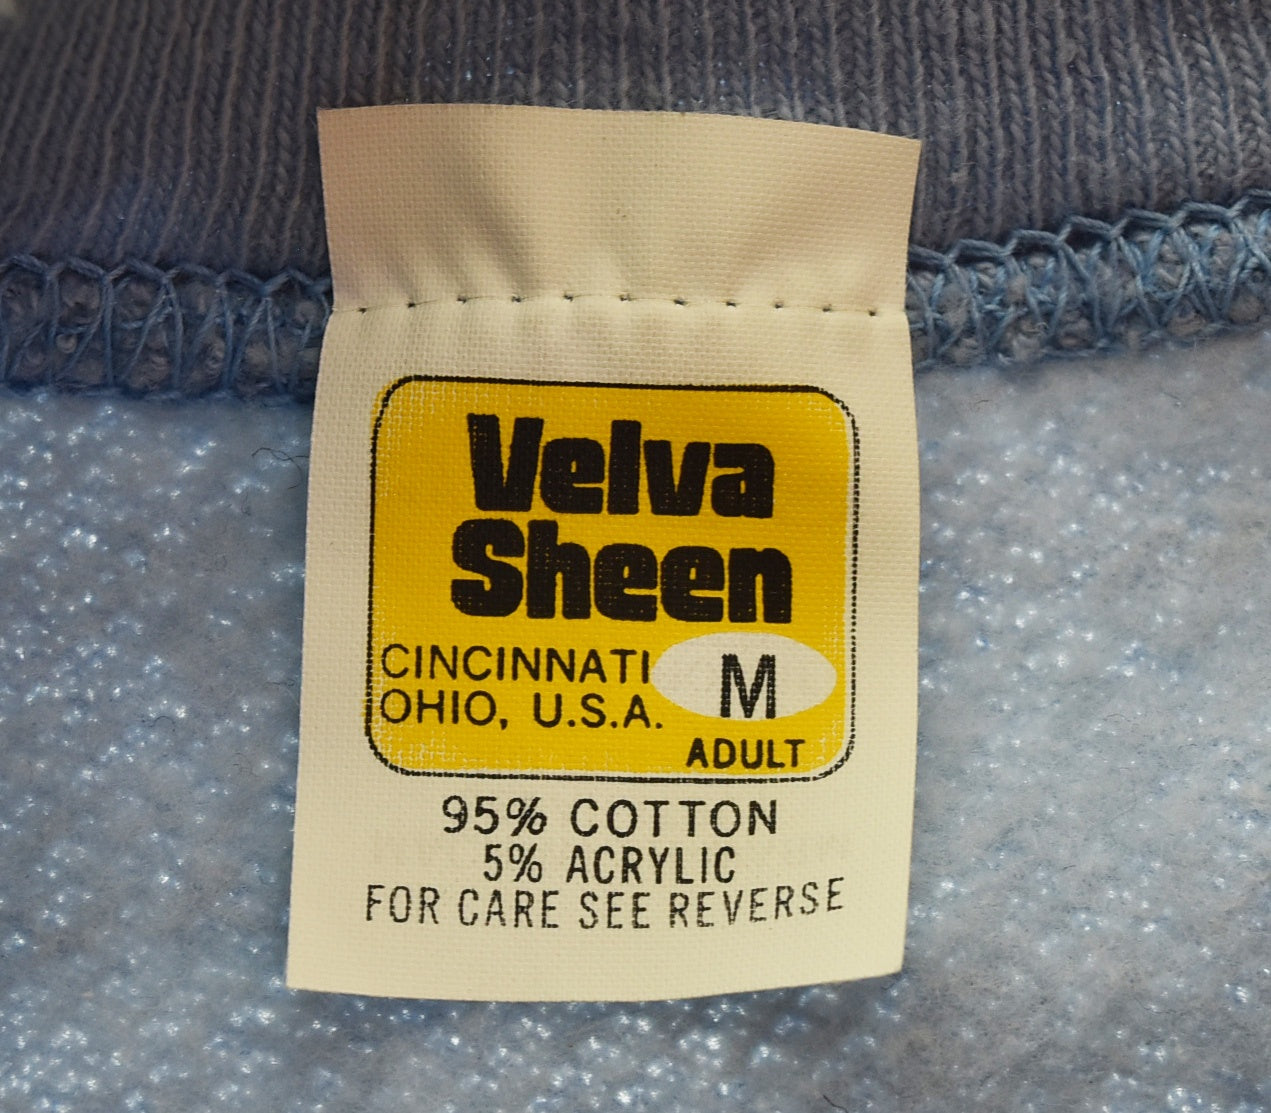 Velva
Sheen
CINCINNATI
OHIO, U.S.A.
M
ADULT
95% COTTON
5% ACRYLIC
FOR CARE SEE REVERSE